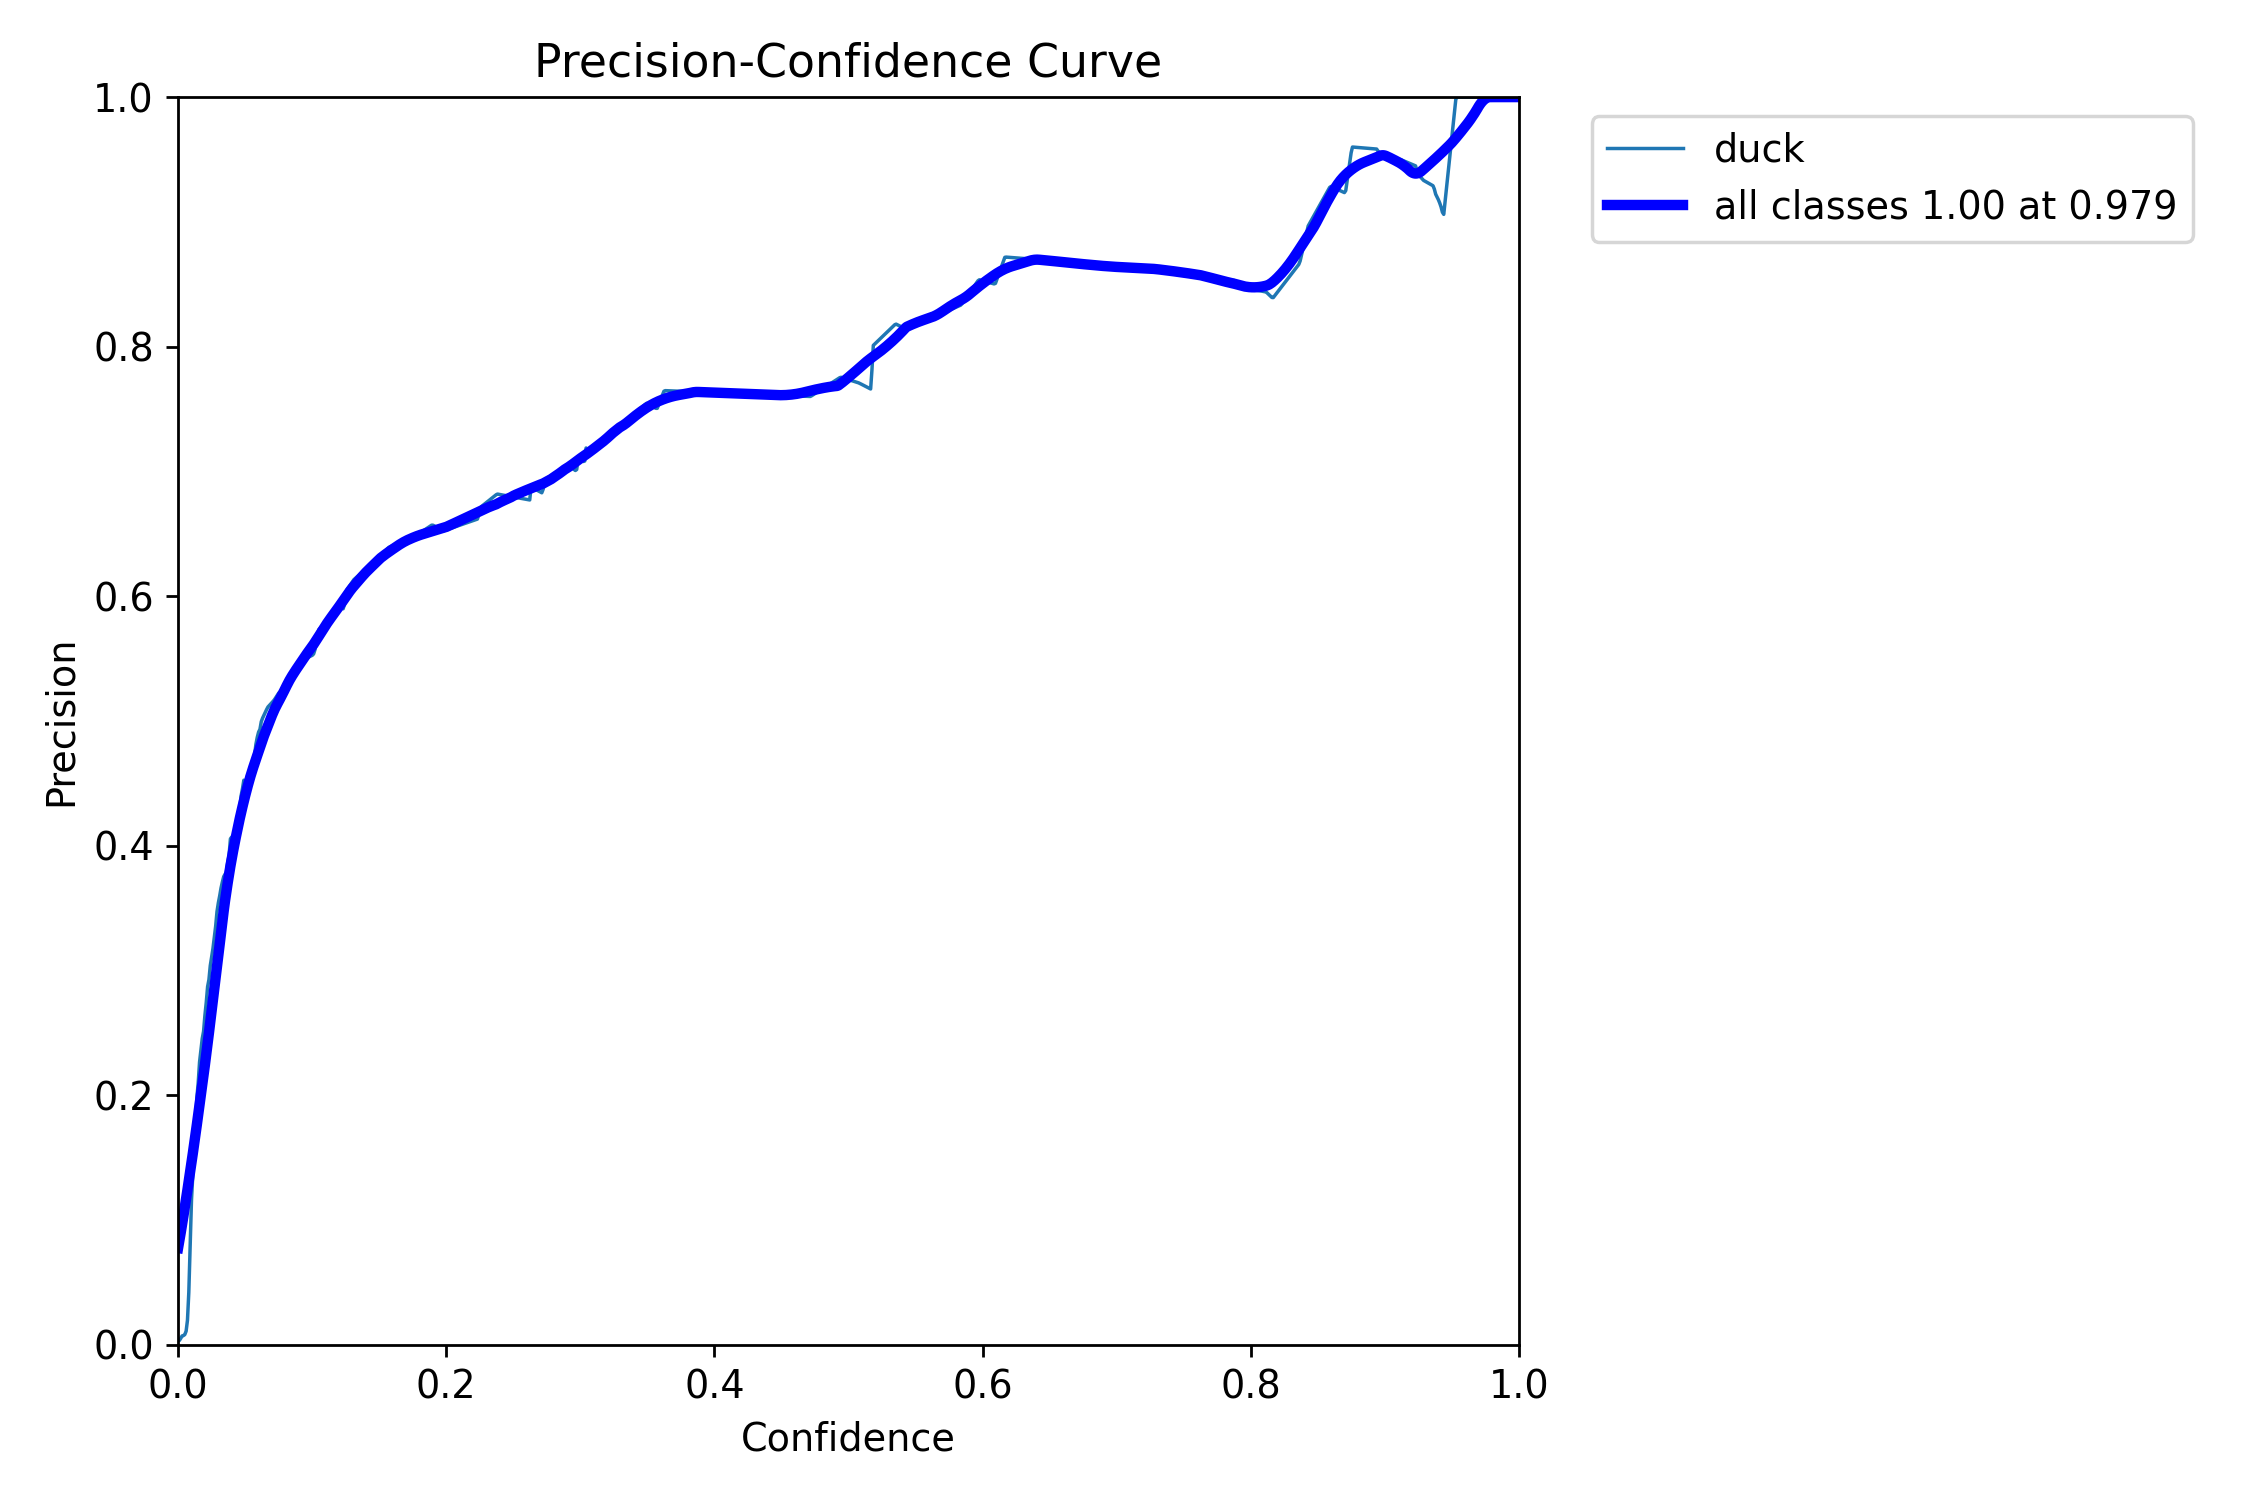 Precision-Confidence Curve
1.0
0.8
0.6
0.4
0.2
0.0
Precision
0.0 0.2 0.4 0.6 0.8 1.0
Confidence
duck
all classes 1.00 at 0.979